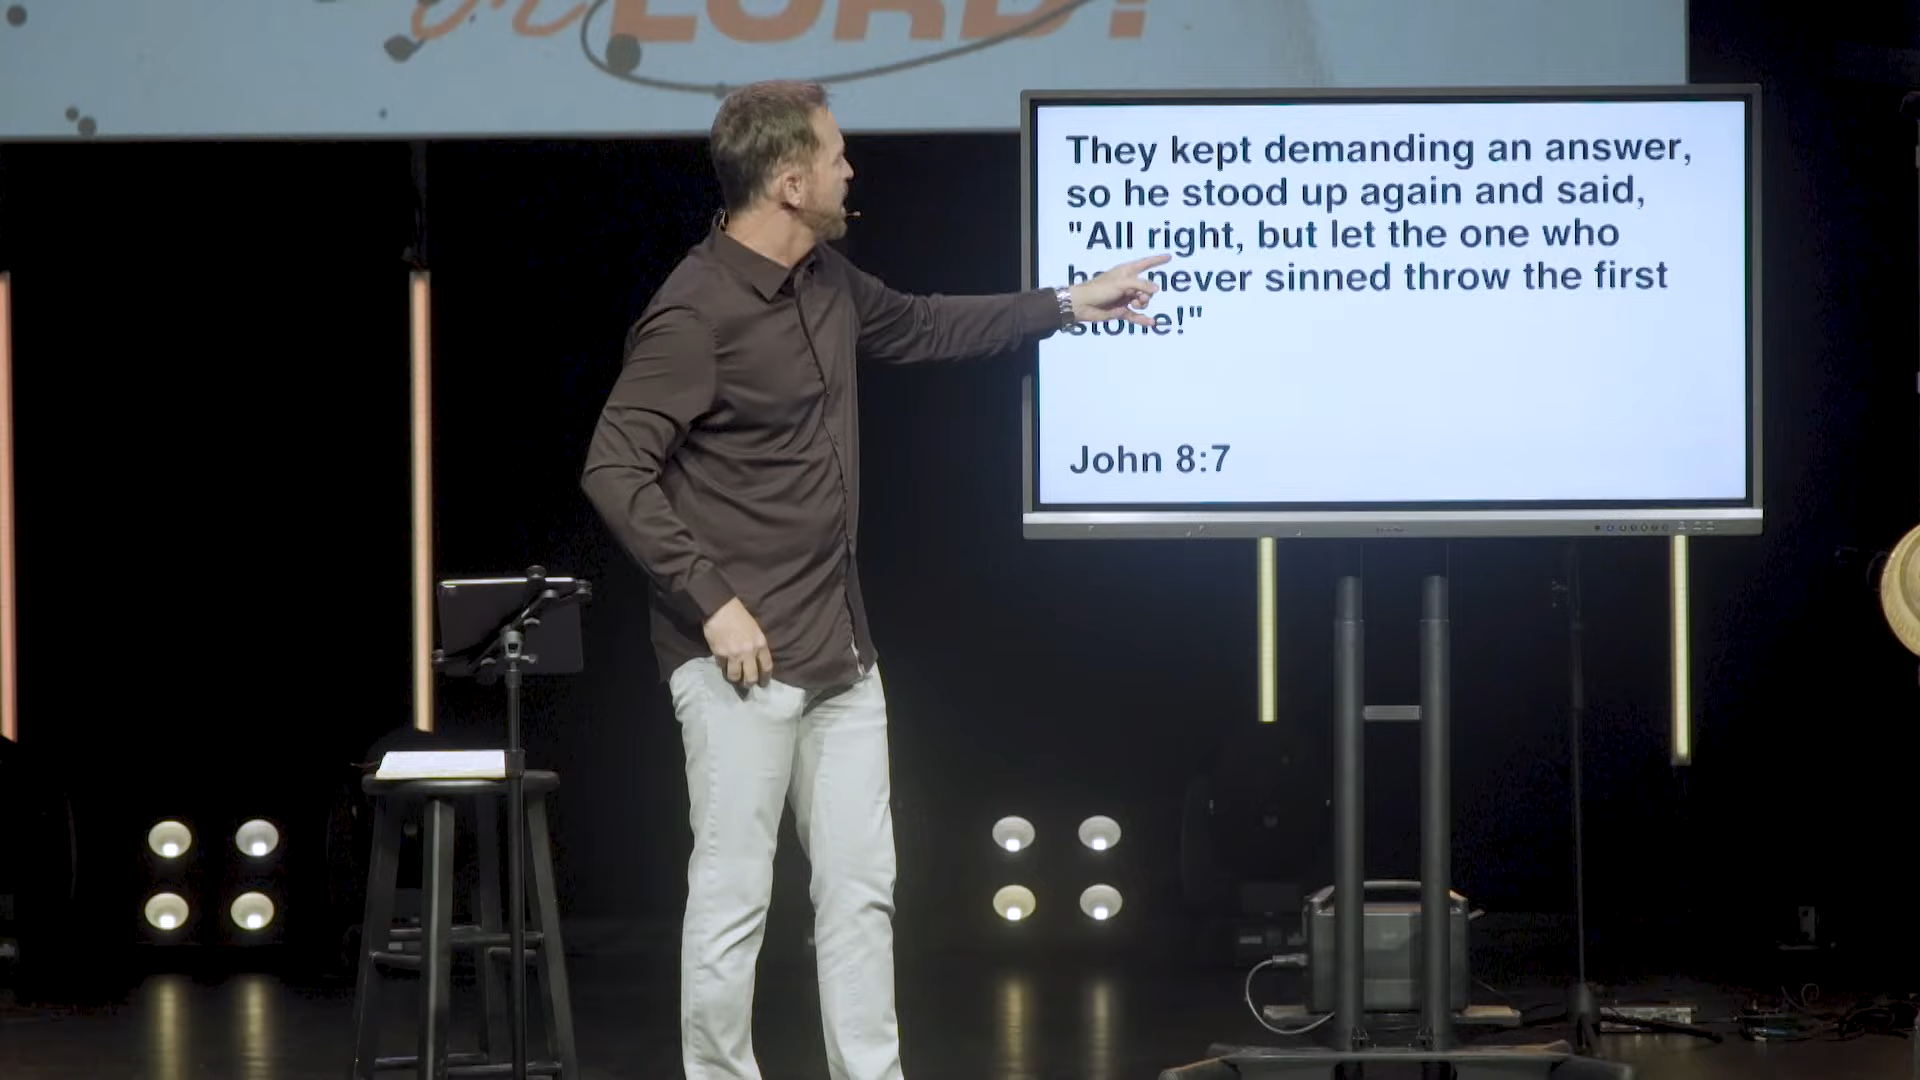 or LORD?
They kept demanding an answer,
so he stood up again and said,
"All right, but let the one who
never sinned throw the first
stone!"
John 8:7